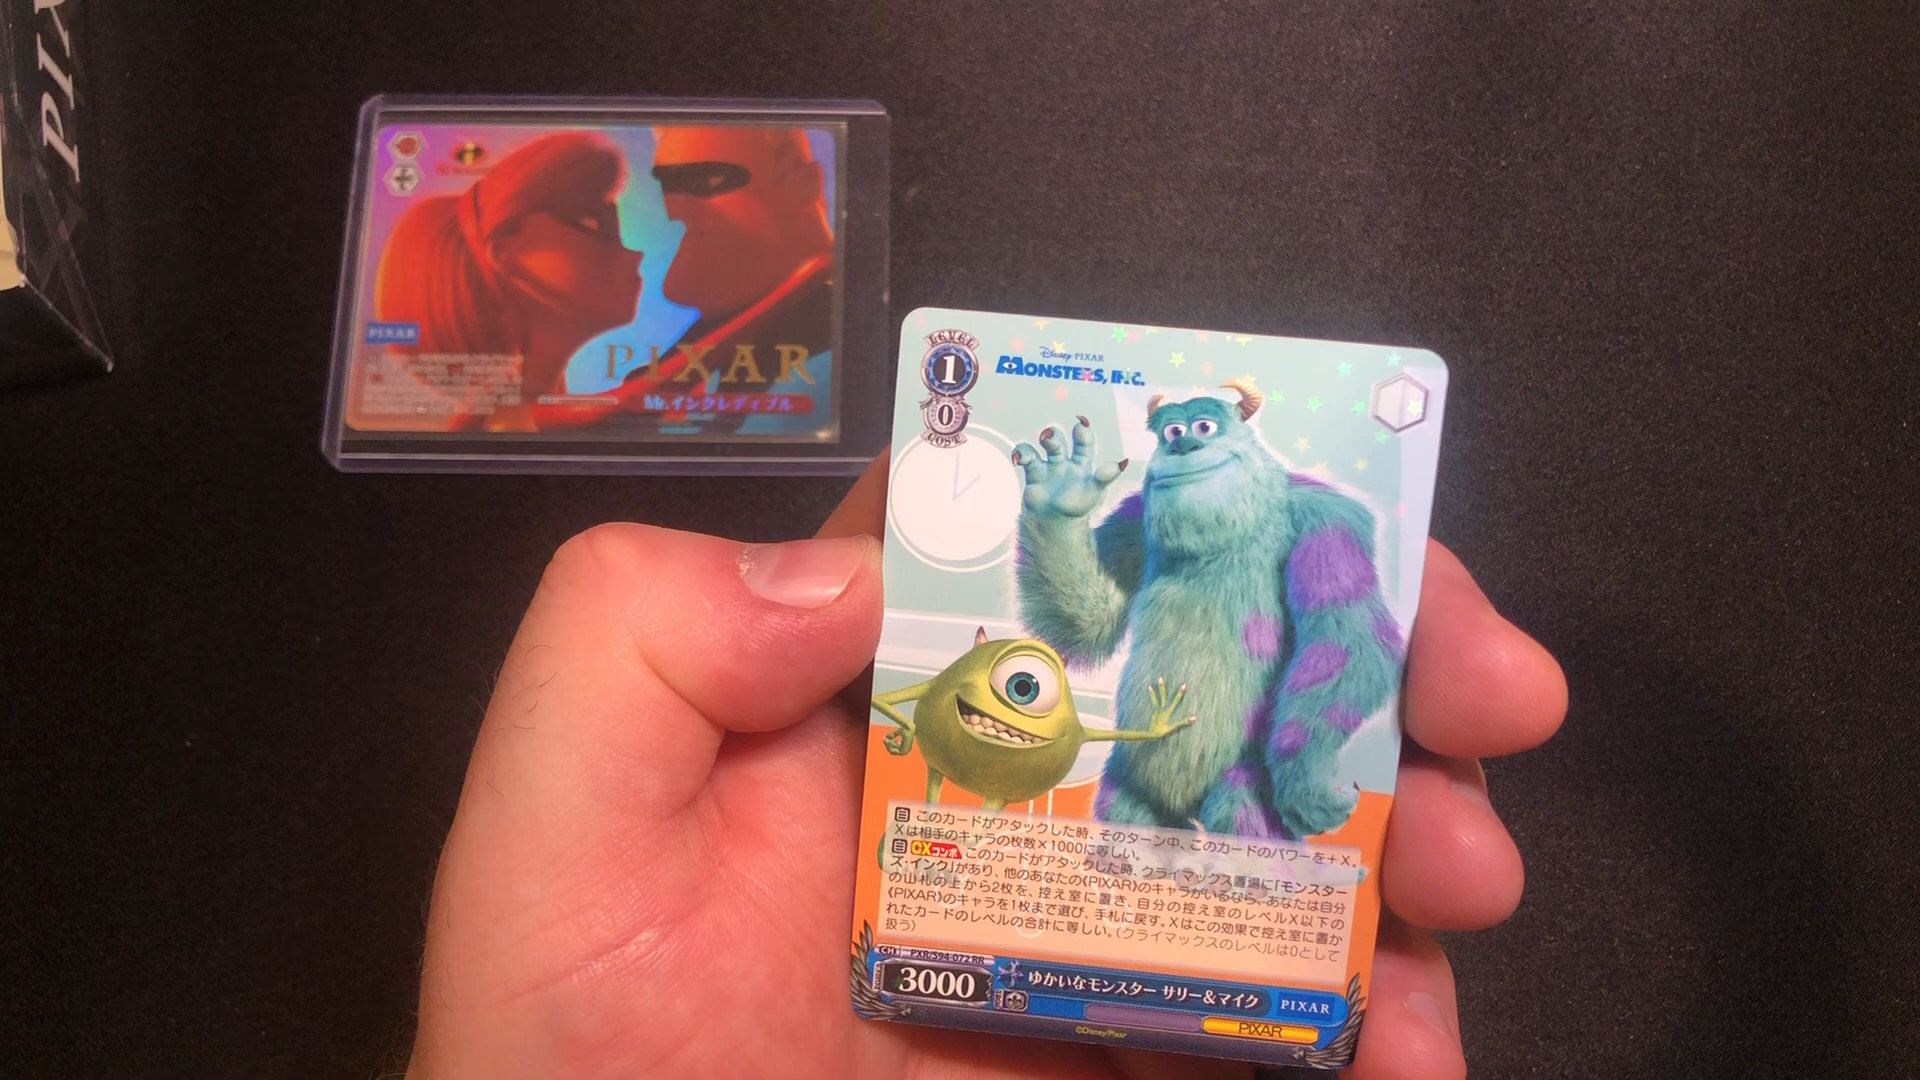 PIXAR
PIXAR
PIXAR
Mr.インクレディブル
LEVEL
1
0
COST
Disney·PIXAR
MONSTERS, INC.
自 このカードがアタックした時、そのターン中、このカードのパワーを+X。
Xは相手のキャラの枚数×1000に等しい。
自 CXコンボ このカードがアタックした時、クライマックス置場に「モンスター
ズ・インク」があり、他のあなたの《PIXAR》のキャラがいるなら、あなたは自分
の山札の上から2枚を、控え室に置き、自分の控え室のレベルX以下の
《PIXAR》のキャラを1枚まで選び、手札に戻す。Xはこの効果で控え室に置か
れたカードのレベルの合計に等しい。(クライマックスのレベルは0として
扱う)
CH PXR/S94-072 RR
3000
ゆかいなモンスター サリー&マイク
PIXAR
PIXAR
©Disney/Pixar